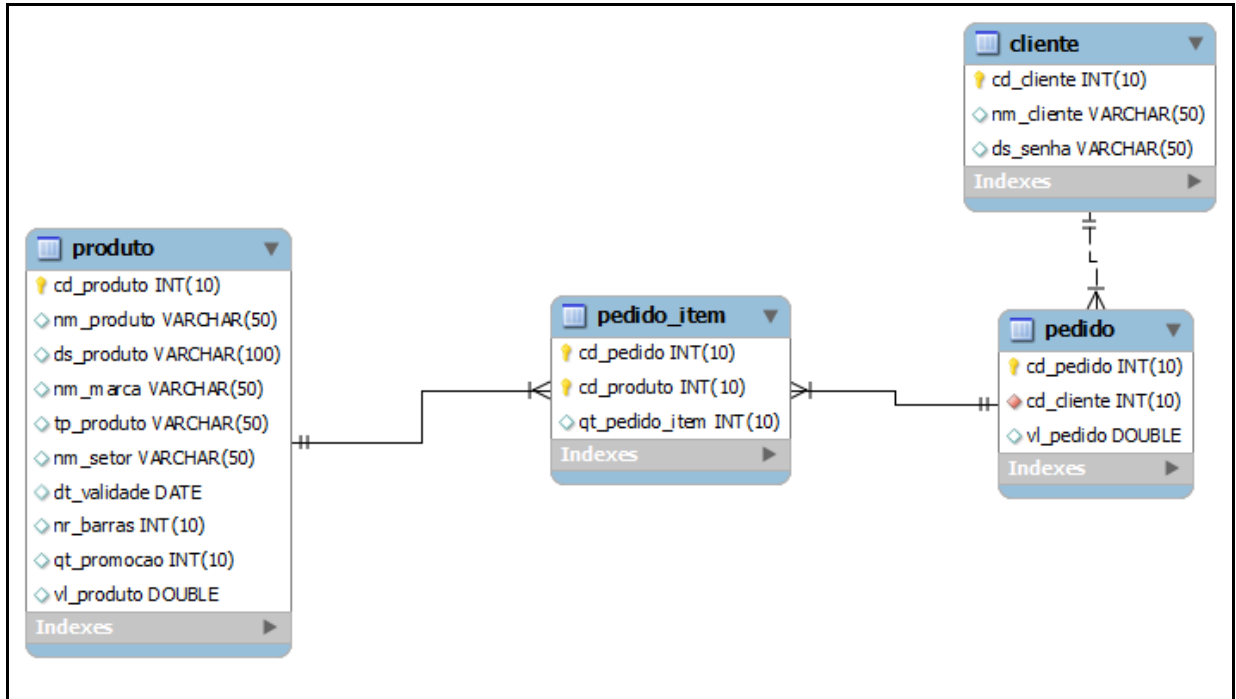 cliente
cd_cliente INT(10)
nm_cliente VARCHAR(50)
ds_senha VARCHAR(50)
Indexes
produto
cd_produto INT(10)
nm_produto VARCHAR(50)
ds_produto VARCHAR(100)
nm_marca VARCHAR(50)
tp_produto VARCHAR(50)
nm_setor VARCHAR(50)
dt_validade DATE
nr_barras INT(10)
qt_promocao INT(10)
vl_produto DOUBLE
Indexes
pedido_item
cd_pedido INT(10)
cd_produto INT(10)
qt_pedido_item INT(10)
Indexes
pedido
cd_pedido INT(10)
cd_cliente INT(10)
vl_pedido DOUBLE
Indexes